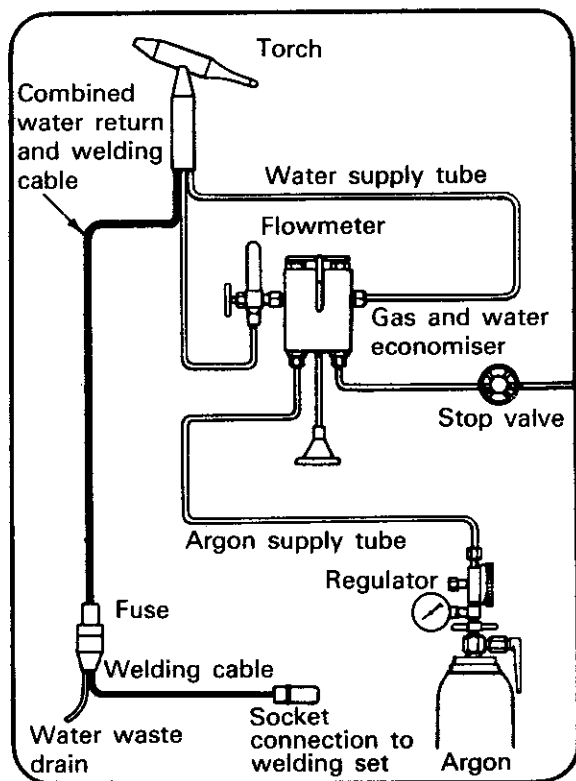 Torch
Combined
water return
and welding
cable
Water supply tube
Flowmeter
Gas and water
economiser
Stop valve
Argon supply tube
Regulator
Fuse
Welding cable
Water waste
drain
Socket
connection to
welding set
Argon